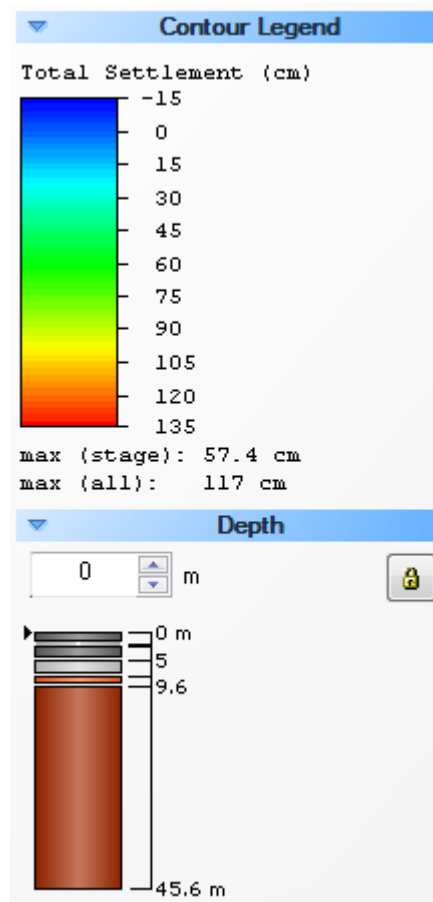 Contour Legend
Total Settlement (cm)
-15
0
15
30
45
60
75
90
105
120
135
max (stage): 57.4 cm
max (all): 117 cm
Depth
0 m
0 m
5
9.6
45.6 m